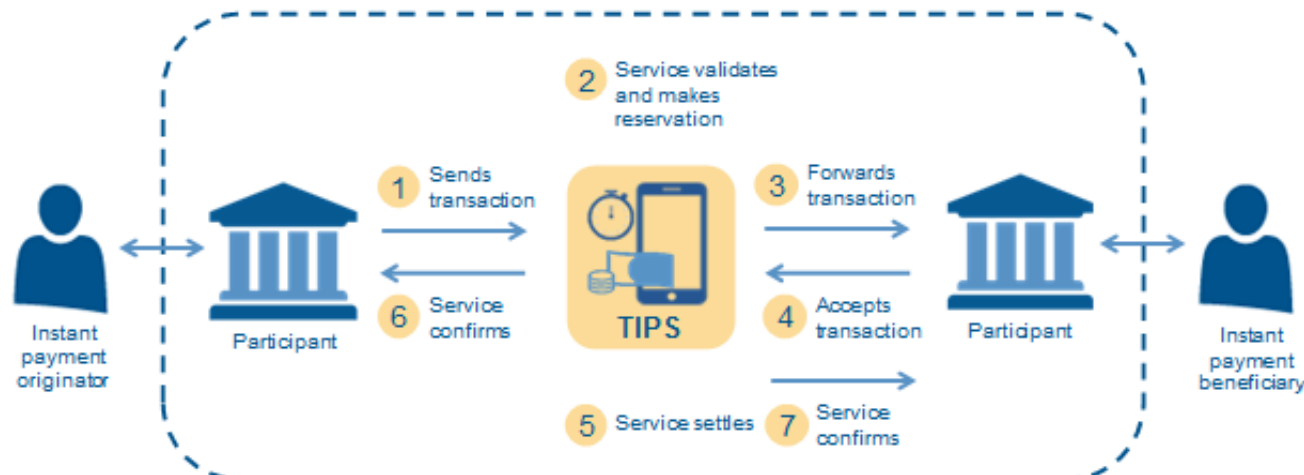 2
Service validates
and makes
reservation
1
Sends
transaction
3
Forwards
transaction
6
Service
confirms
4
Accepts
transaction
TIPS
Participant
Participant
Instant
payment
originator
Instant
payment
beneficiary
5
Service settles
7
Service
confirms